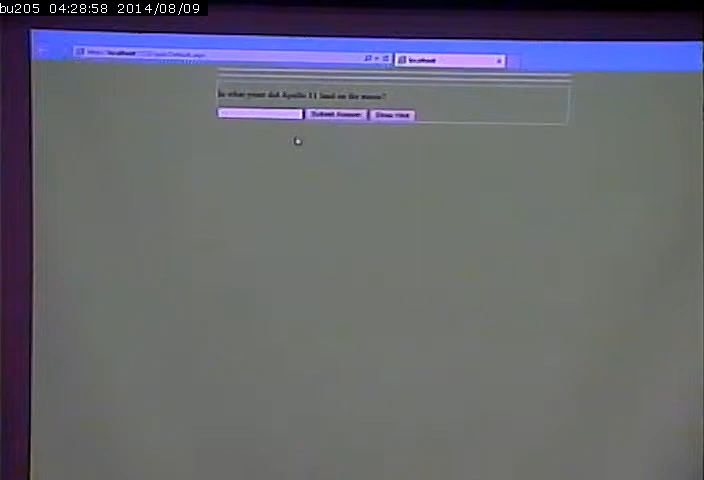 bu205 04:28:58 2014/08/09
localhost
localhost
In what year did Apollo 11 land on the moon?
Submit Answer Show Hint